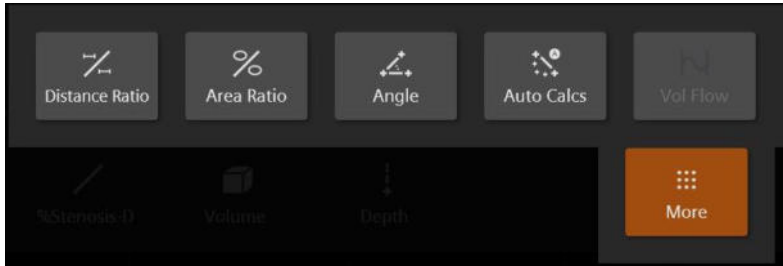 Distance Ratio
Area Ratio
Angle
Auto Calcs
Vol Flow
%Stenosis-D
Volume
Depth
More